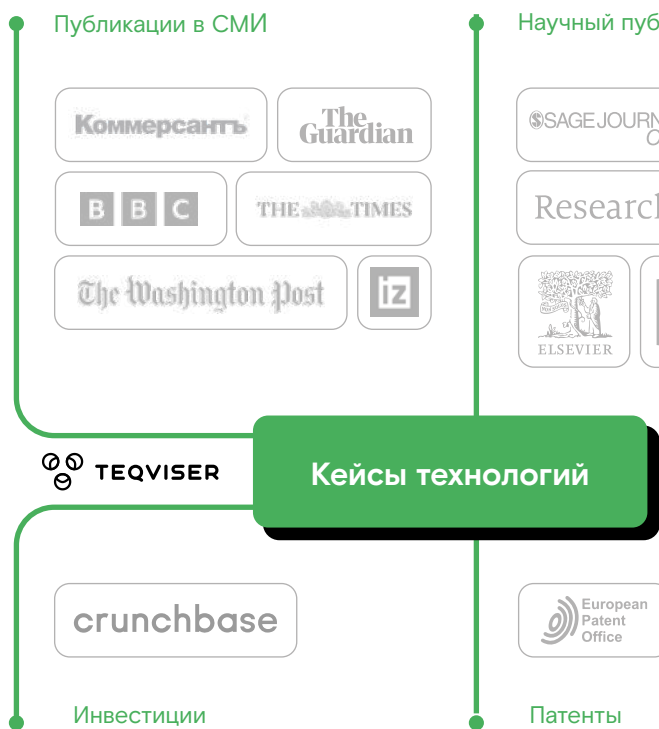 Публикации в СМИ
Научный пуб
Коммерсантъ
The Guardian
SAGE JOURN
BBC
THE TIMES
Research
The Washington Post
iz
ELSEVIER
TEQVISER
Кейсы технологий
crunchbase
European
Patent
Office
Инвестиции
Патенты